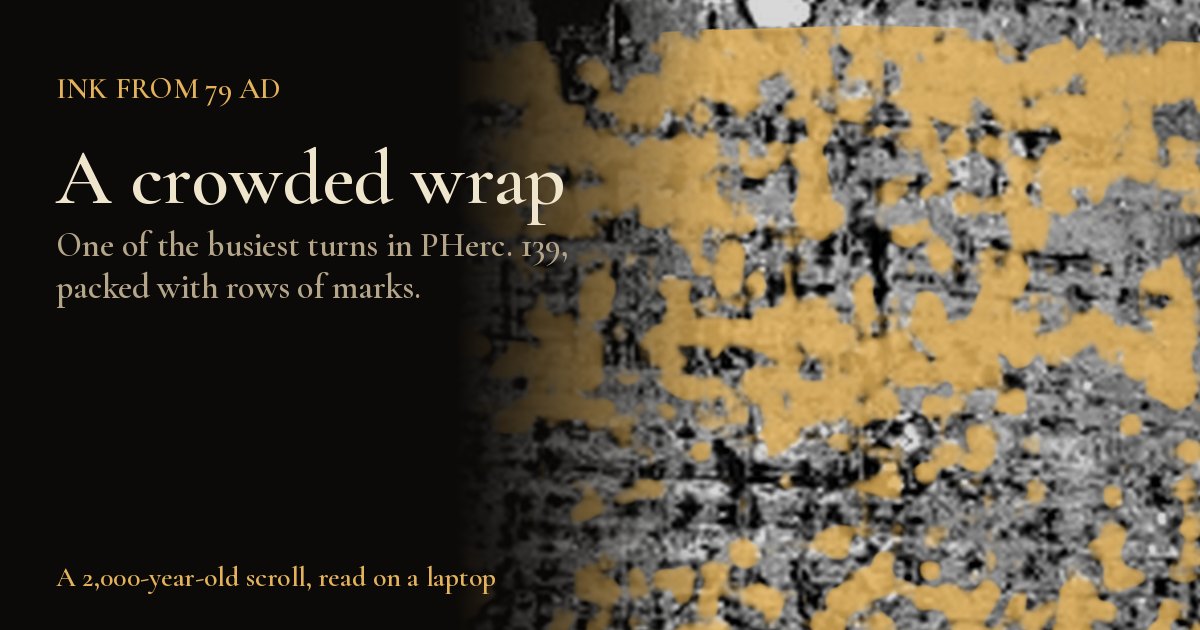 INK FROM 79 AD
A crowded wrap
One of the busiest turns in PHerc. 139,
packed with rows of marks.
A 2,000-year-old scroll, read on a laptop